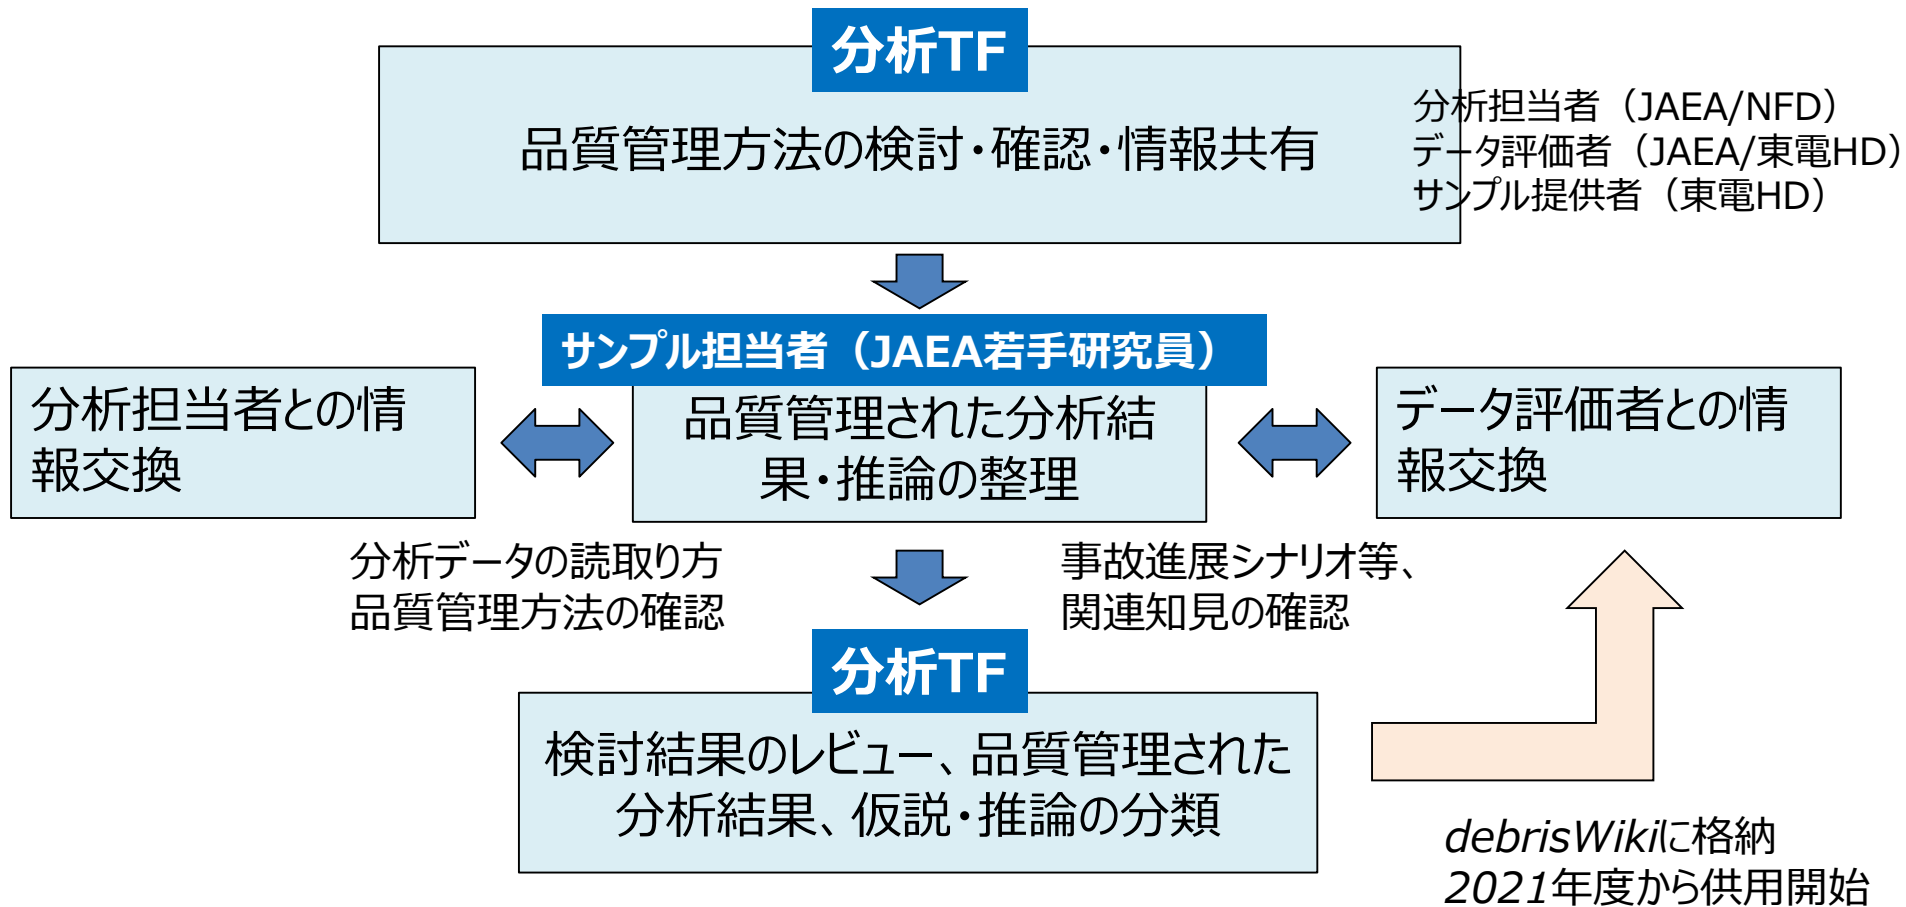 分析TF
品質管理方法の検討・確認・情報共有
分析担当者（JAEA/NFD）
データ評価者（JAEA/東電HD）
サンプル提供者（東電HD）
サンプル担当者（JAEA若手研究員）
分析担当者との情
報交換
品質管理された分析結
果・推論の整理
データ評価者との情
報交換
分析データの読取り方
品質管理方法の確認
事故進展シナリオ等、
関連知見の確認
分析TF
検討結果のレビュー、品質管理された
分析結果、仮説・推論の分類
debrisWikiに格納
2021年度から供用開始